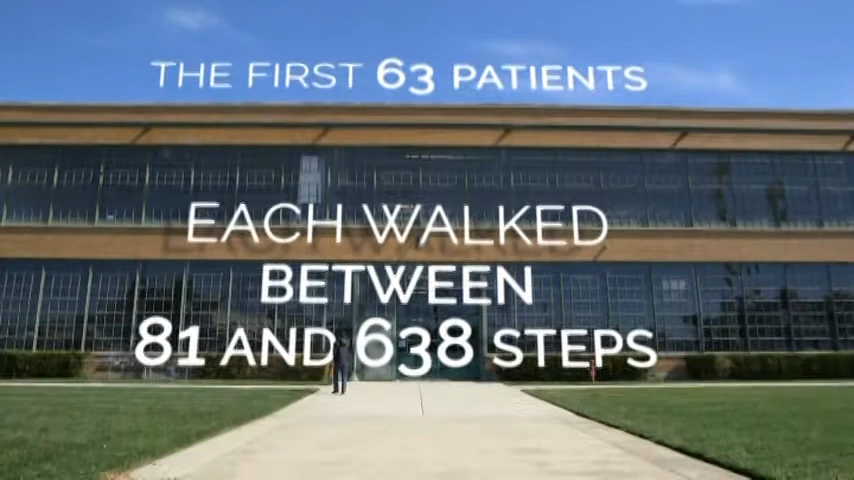 THE FIRST 63 PATIENTS
EACH WALKED
BETWEEN
81 AND 638 STEPS